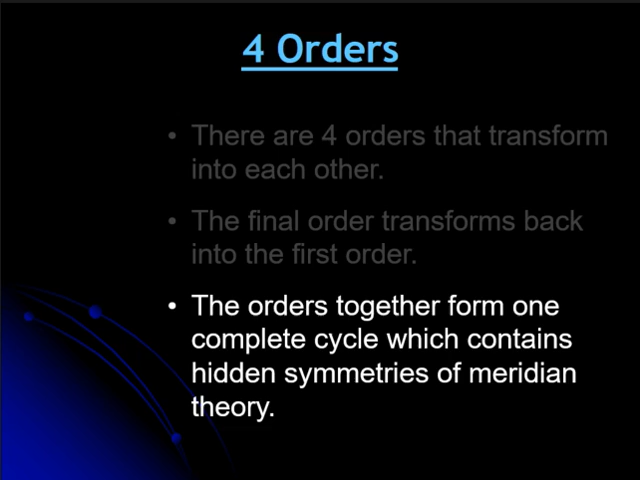 4 Orders
• There are 4 orders that transform
into each other.
• The final order transforms back
into the first order.
• The orders together form one
complete cycle which contains
hidden symmetries of meridian
theory.